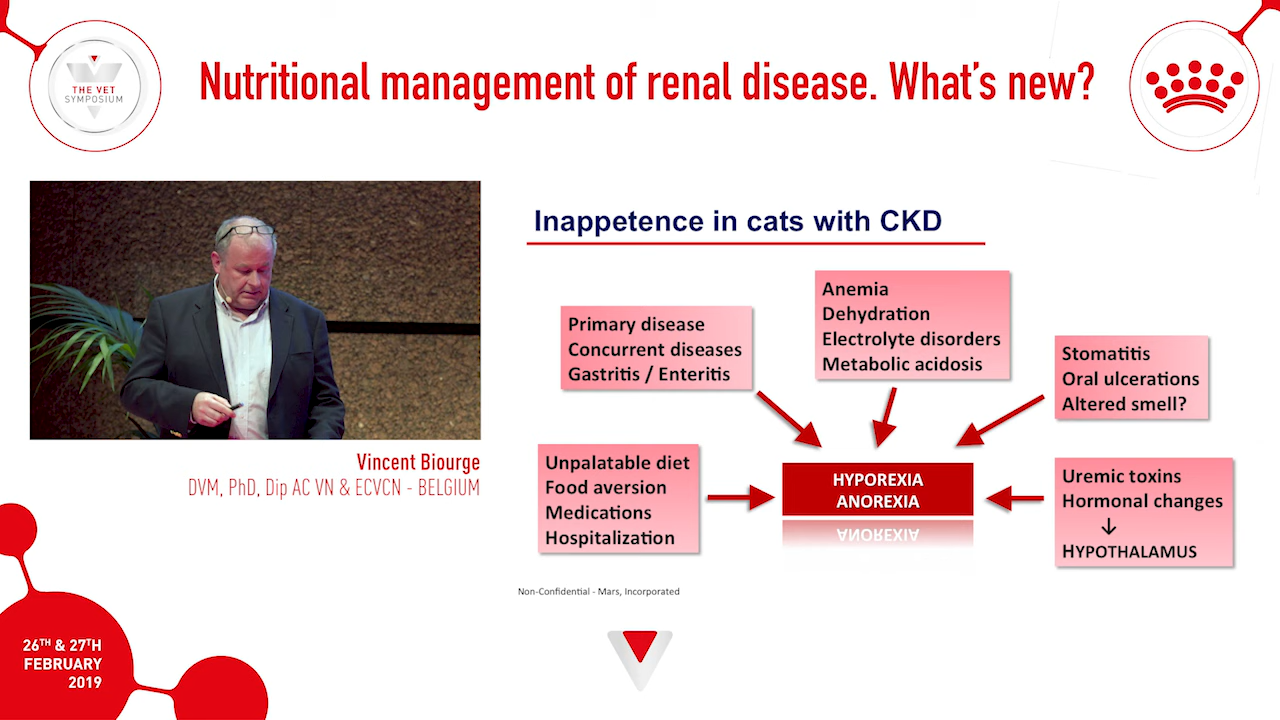 THE VET
SYMPOSIUM
Nutritional management of renal disease. What's new?
Vincent Biourge
DVM, PhD, Dip AC VN & ECVCN - BELGIUM
Inappetence in cats with CKD
Primary disease
Concurrent diseases
Gastritis / Enteritis
Anemia
Dehydration
Electrolyte disorders
Metabolic acidosis
Stomatitis
Oral ulcerations
Altered smell?
Unpalatable diet
Food aversion
Medications
Hospitalization
HYPOREXIA
ANOREXIA
ANOREXIA
Uremic toxins
Hormonal changes
↓
HYPOTHALAMUS
Non-Confidential - Mars, Incorporated
26TH & 27TH
FEBRUARY
2019